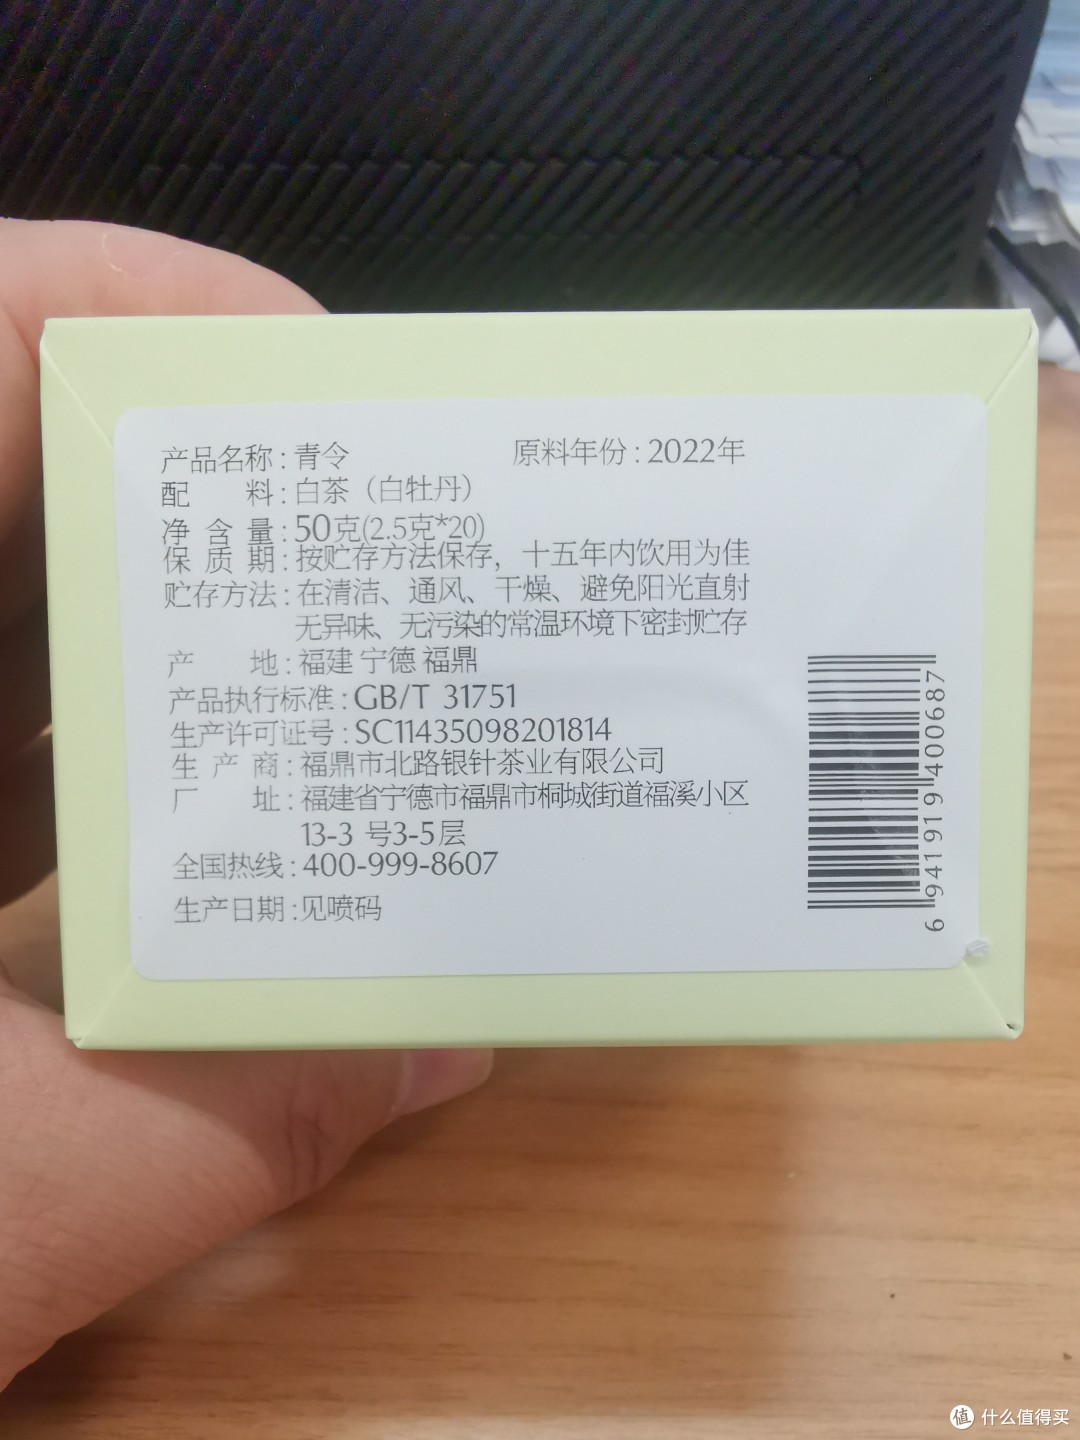 产品名称:青令 原料年份:2022年
配 料:白茶（白牡丹）
净含量:50克(2.5克*20)
保质期:按贮存方法保存，十五年内饮用为佳
贮存方法:在清洁、通风、干燥、避免阳光直射
无异味、无污染的常温环境下密封贮存
产 地:福建 宁德 福鼎
产品执行标准:GB/T 31751
生产许可证号:SC11435098201814
生产商:福鼎市北路银针茶业有限公司
厂 址:福建省宁德市福鼎市桐城街道福溪小区
13-3 号3-5层
全国热线:400-999-8607
生产日期:见喷码
6 941919 400687
值 什么值得买